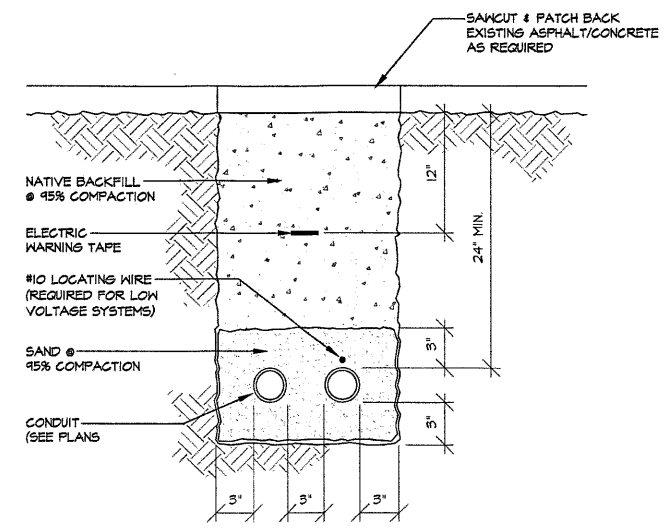 SAWCUT & PATCH BACK
EXISTING ASPHALT/CONCRETE
AS REQUIRED
NATIVE BACKFILL
@ 95% COMPACTION
ELECTRIC
WARNING TAPE
#10 LOCATING WIRE
(REQUIRED FOR LOW
VOLTAGE SYSTEMS)
SAND @
95% COMPACTION
CONDUIT
(SEE PLANS
12"
24" MIN.
3"
3"
3"
3"
3"